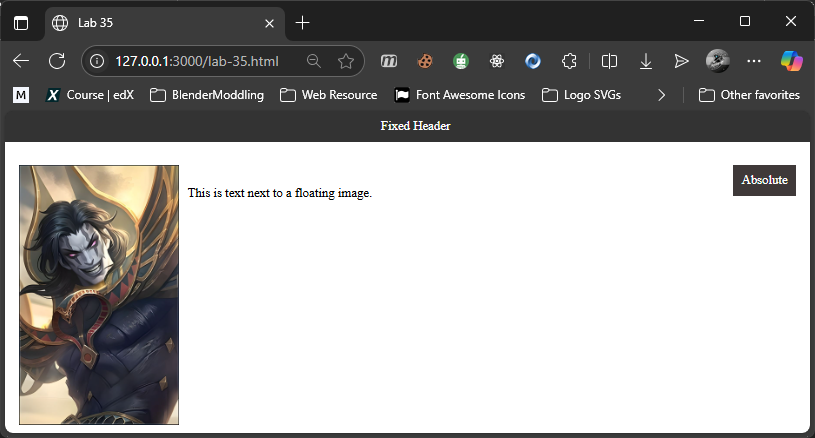 Lab 35
127.0.0.1:3000/lab-35.html
M
Course | edX
BlenderModdling
Web Resource
Font Awesome Icons
Logo SVGs
Other favorites
Fixed Header
This is text next to a floating image.
Absolute